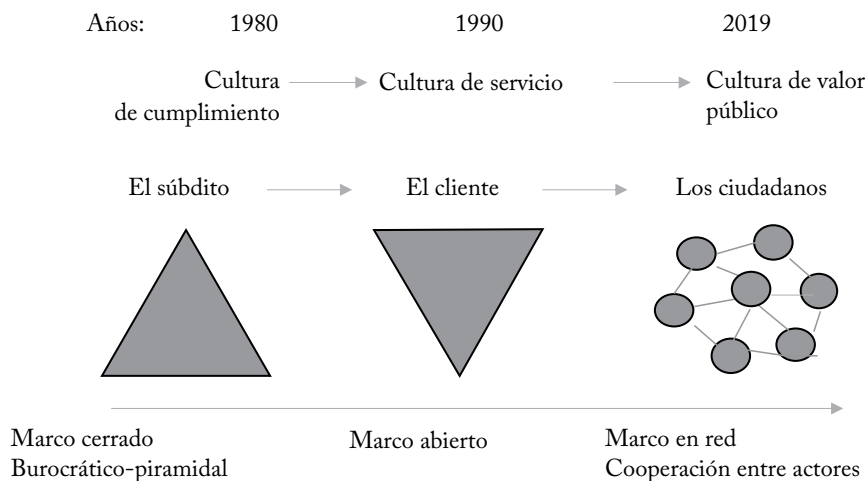 Años: 1980 1990 2019
Cultura de cumplimiento
Cultura de servicio
Cultura de valor público
El súbdito El cliente Los ciudadanos
Marco cerrado
Burocrático-piramidal
Marco abierto
Marco en red
Cooperación entre actores